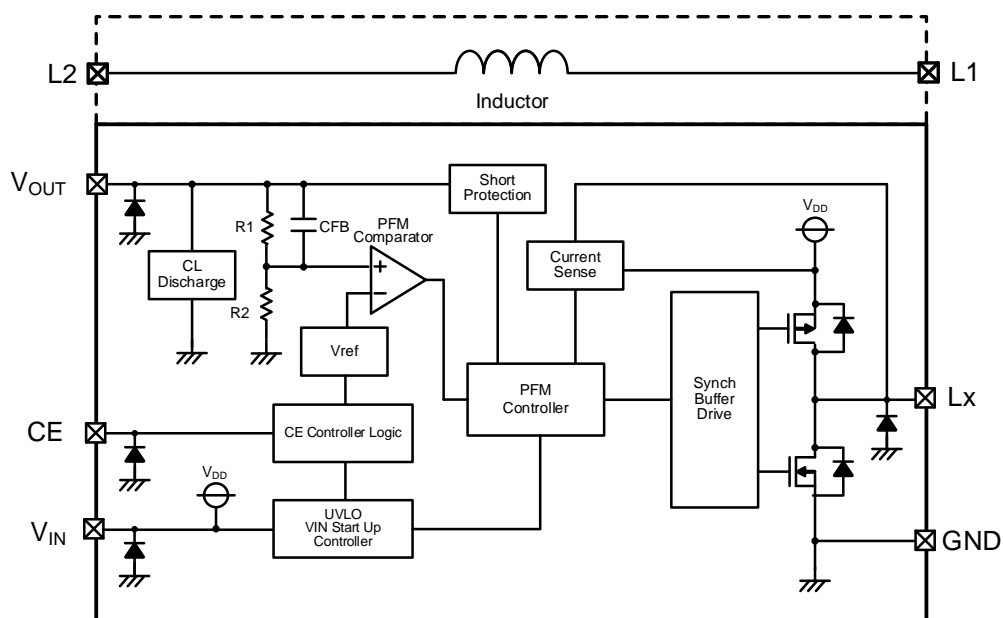 L2
L1
Inductor
VOUT
Short
Protection
VDD
R1
CFB
PFM
Comparator
CL
Discharge
Current
Sense
+
−
R2
Vref
Synch
Buffer
Drive
PFM
Controller
Lx
CE
CE Controller Logic
VDD
VIN
UVLO
VIN Start Up
Controller
GND